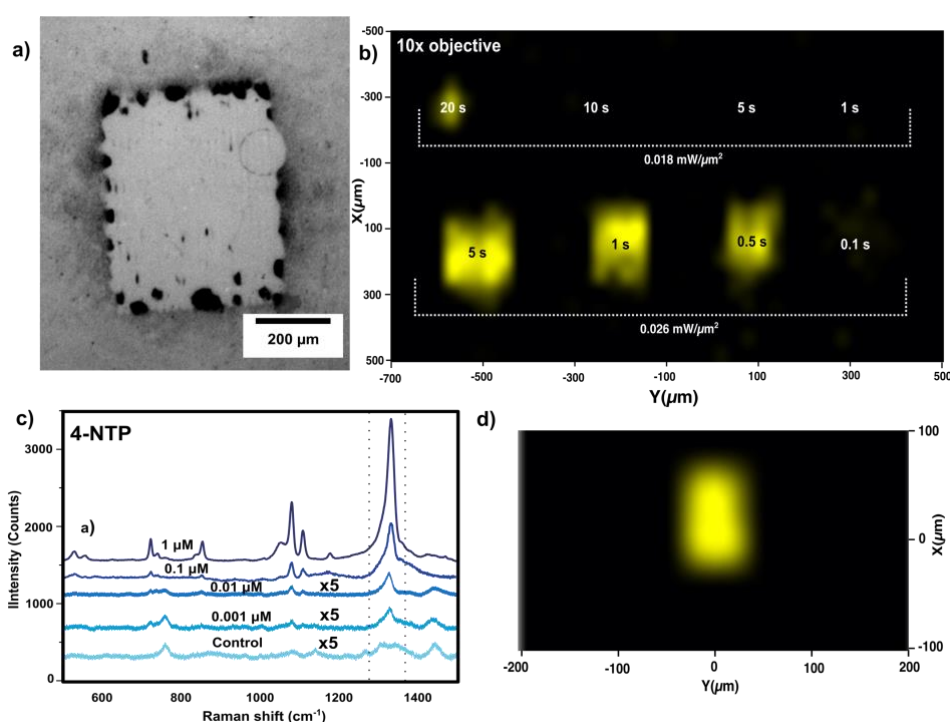 a)
200 μm
b)
10x objective
-500
-300
-100
100
300
500
X(μm)
20 s 10 s 5 s 1 s
0.018 mW/μm²
5 s 1 s 0.5 s 0.1 s
0.026 mW/μm²
-700 -500 -300 -100 100 300 500
Y(μm)
c)
4-NTP
3000
2000
1000
0
IIntensity (Counts)
a)
1 μM
0.1 μM
0.01 μM x5
0.001 μM x5
Control x5
600 800 1000 1200 1400
Raman shift (cm⁻¹)
d)
100
0
-100
X(μm)
-200 -100 0 100 200
Y(μm)